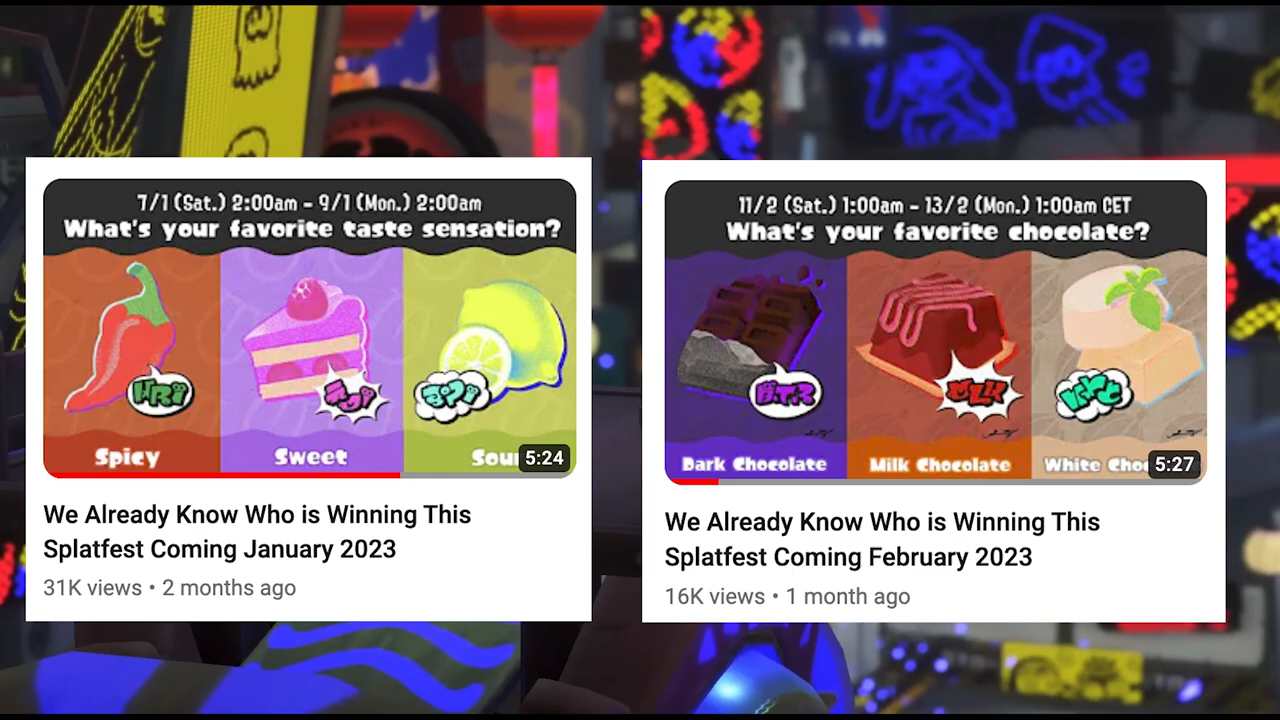 7/1 (Sat.) 2:00am – 9/1 (Mon.) 2:00am
What's your favorite taste sensation?
Spicy
Sweet
5:24
We Already Know Who is Winning This
Splatfest Coming January 2023
31K views • 2 months ago
11/2 (Sat.) 1:00am – 13/2 (Mon.) 1:00am CET
What's your favorite chocolate?
Dark Chocolate
Milk Chocolate
White
5:27
We Already Know Who is Winning This
Splatfest Coming February 2023
16K views • 1 month ago